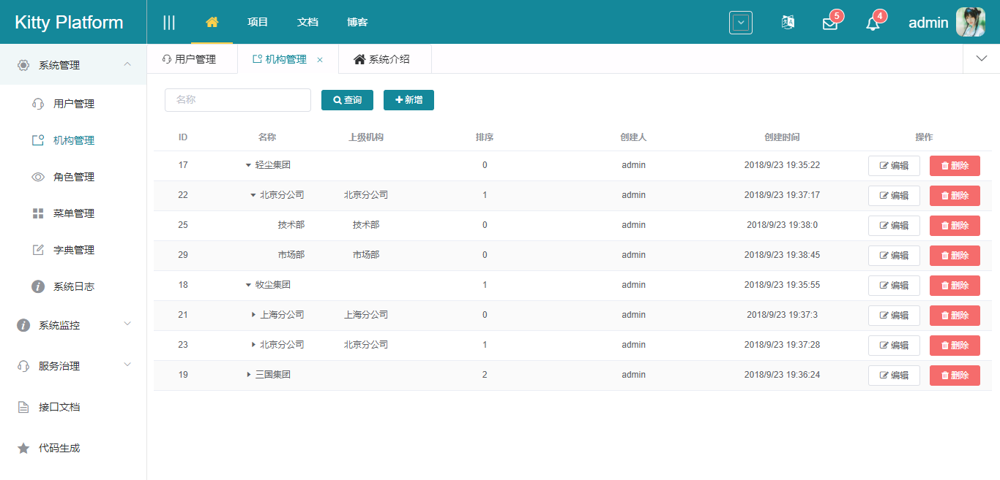 Kitty Platform
项目 文档 博客 5 4 admin
系统管理
用户管理
机构管理
角色管理
菜单管理
字典管理
系统日志
系统监控
服务治理
接口文档
代码生成
用户管理 机构管理 × 系统介绍
名称 查询 新增
ID 名称 上级机构 排序 创建人 创建时间 操作
17 轻尘集团 0 admin 2018/9/23 19:35:22 编辑 删除
22 北京分公司 北京分公司 1 admin 2018/9/23 19:37:17 编辑 删除
25 技术部 技术部 0 admin 2018/9/23 19:38:0 编辑 删除
29 市场部 市场部 0 admin 2018/9/23 19:38:45 编辑 删除
18 牧尘集团 1 admin 2018/9/23 19:35:55 编辑 删除
21 上海分公司 上海分公司 0 admin 2018/9/23 19:37:3 编辑 删除
23 北京分公司 北京分公司 1 admin 2018/9/23 19:37:28 编辑 删除
19 三国集团 2 admin 2018/9/23 19:36:24 编辑 删除